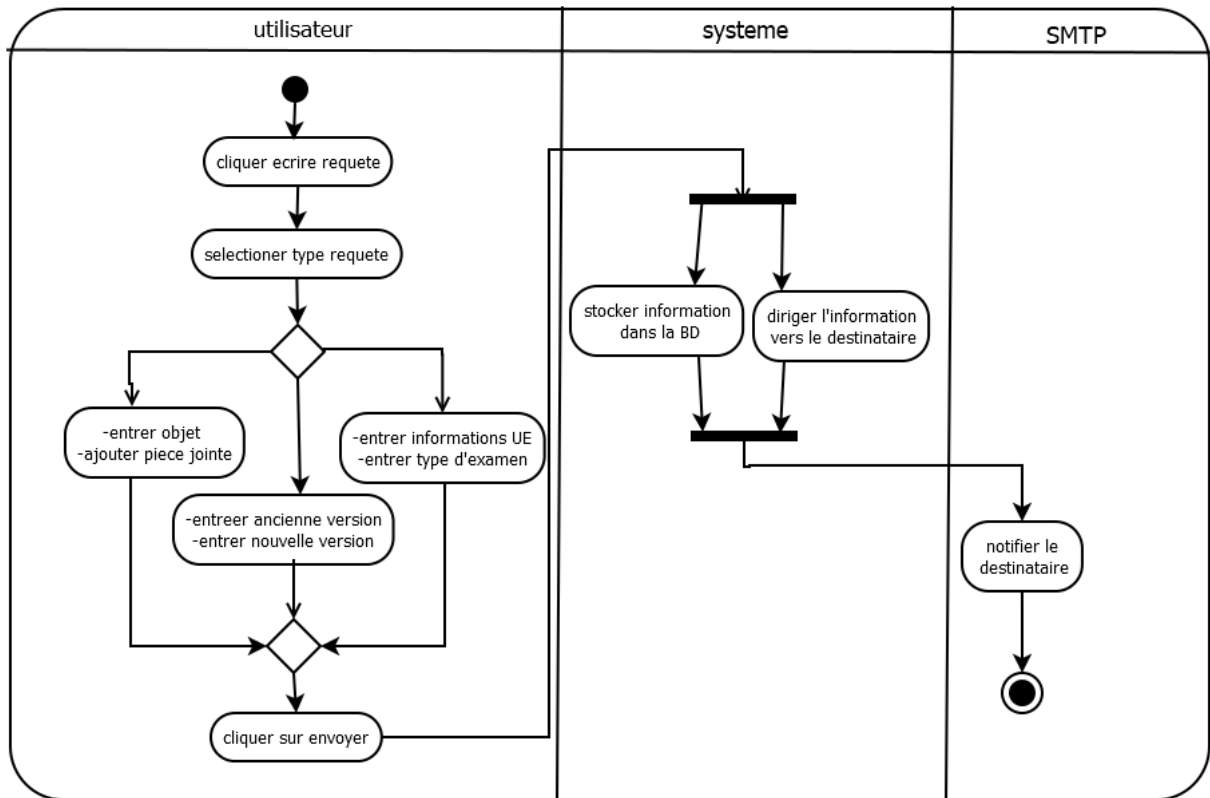 utilisateur
systeme
SMTP
cliquer ecrire requete
selectioner type requete
-entrer objet
-ajouter piece jointe
-entreer ancienne version
-entrer nouvelle version
-entrer informations UE
-entrer type d'examen
cliquer sur envoyer
stocker information
dans la BD
diriger l'information
vers le destinataire
notifier le
destinataire